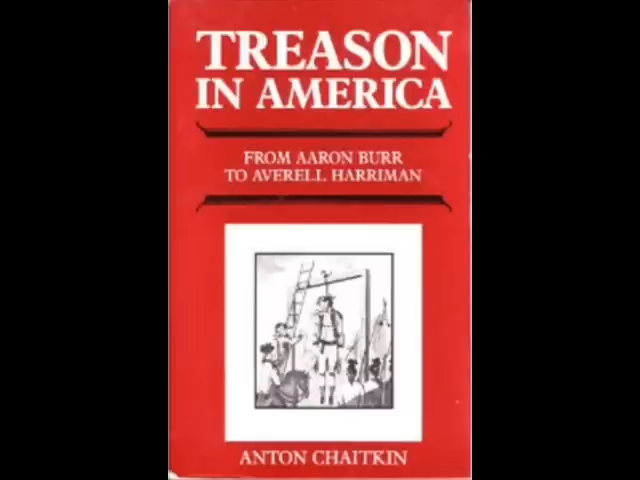 TREASON
IN AMERICA
FROM AARON BURR
TO AVERELL HARRIMAN
ANTON CHAITKIN